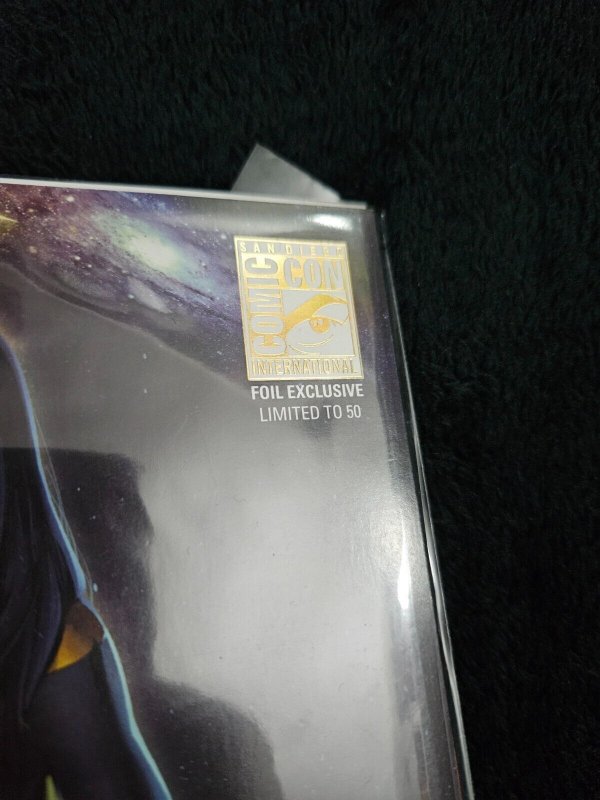 SAN DIEGO
COMIC CON
INTERNATIONAL
FOIL EXCLUSIVE
LIMITED TO 50